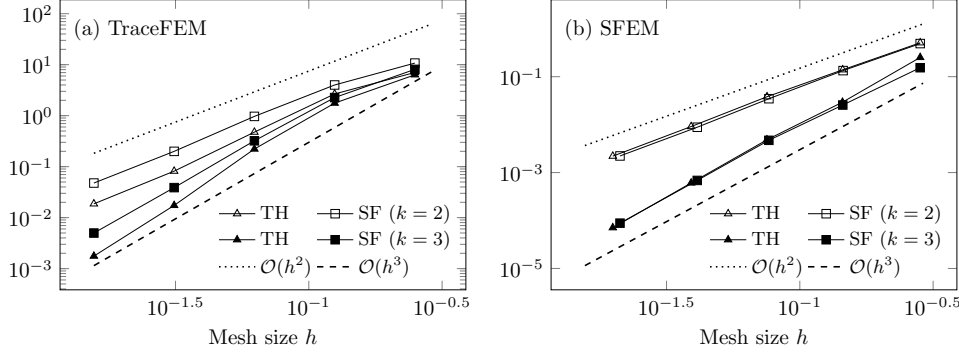 (a) TraceFEM
10^2
10^1
10^0
10^{-1}
10^{-2}
10^{-3}
TH SF (k = 2)
TH SF (k = 3)
O(h^2) O(h^3)
10^{-1.5} 10^{-1} 10^{-0.5}
Mesh size h
(b) SFEM
10^{-1}
10^{-3}
10^{-5}
TH SF (k = 2)
TH SF (k = 3)
O(h^2) O(h^3)
10^{-1.5} 10^{-1} 10^{-0.5}
Mesh size h